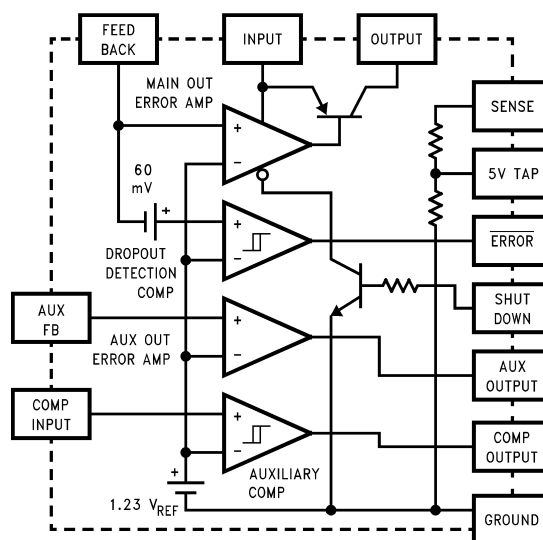 FEED
BACK
INPUT
OUTPUT
MAIN OUT
ERROR AMP
SENSE
+
−
60
mV
+
5V TAP
+
−
DROPOUT
DETECTION
COMP
ERROR
AUX
FB
+
−
AUX OUT
ERROR AMP
SHUT
DOWN
COMP
INPUT
AUX
OUTPUT
+
−
AUXILIARY
COMP
COMP
OUTPUT
+
1.23 VREF
GROUND